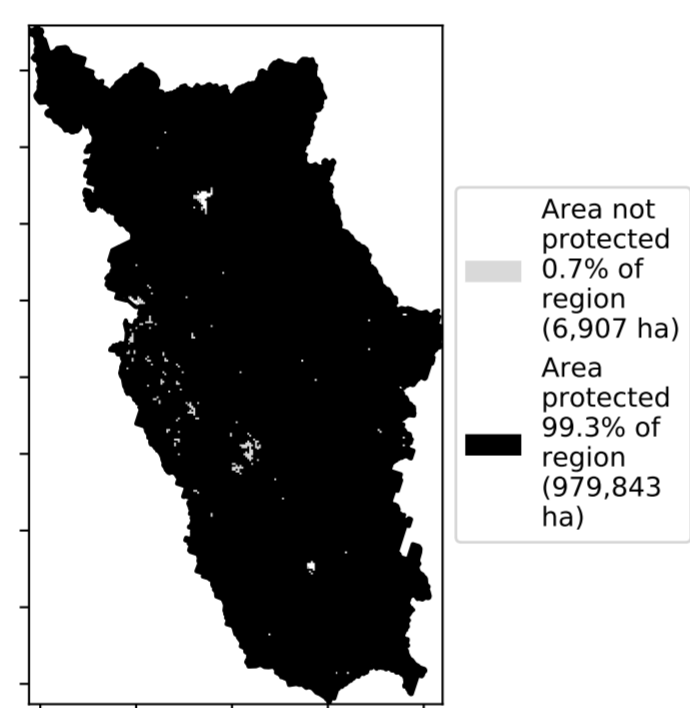 Area not
protected
0.7% of
region
(6,907 ha)
Area
protected
99.3% of
region
(979,843
ha)